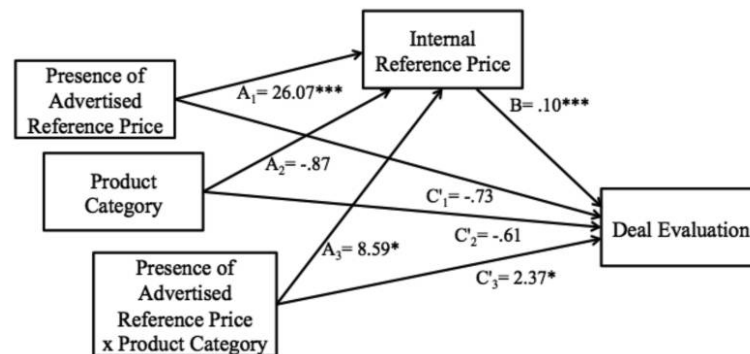 Internal
Reference Price
Presence of
Advertised
Reference Price
A₁= 26.07***
B= .10***
A₂= -.87
Product
Category
C'₁= -.73
Deal Evaluation
C'₂= -.61
A₃= 8.59*
Presence of
Advertised
Reference Price
x Product Category
C'₃= 2.37*